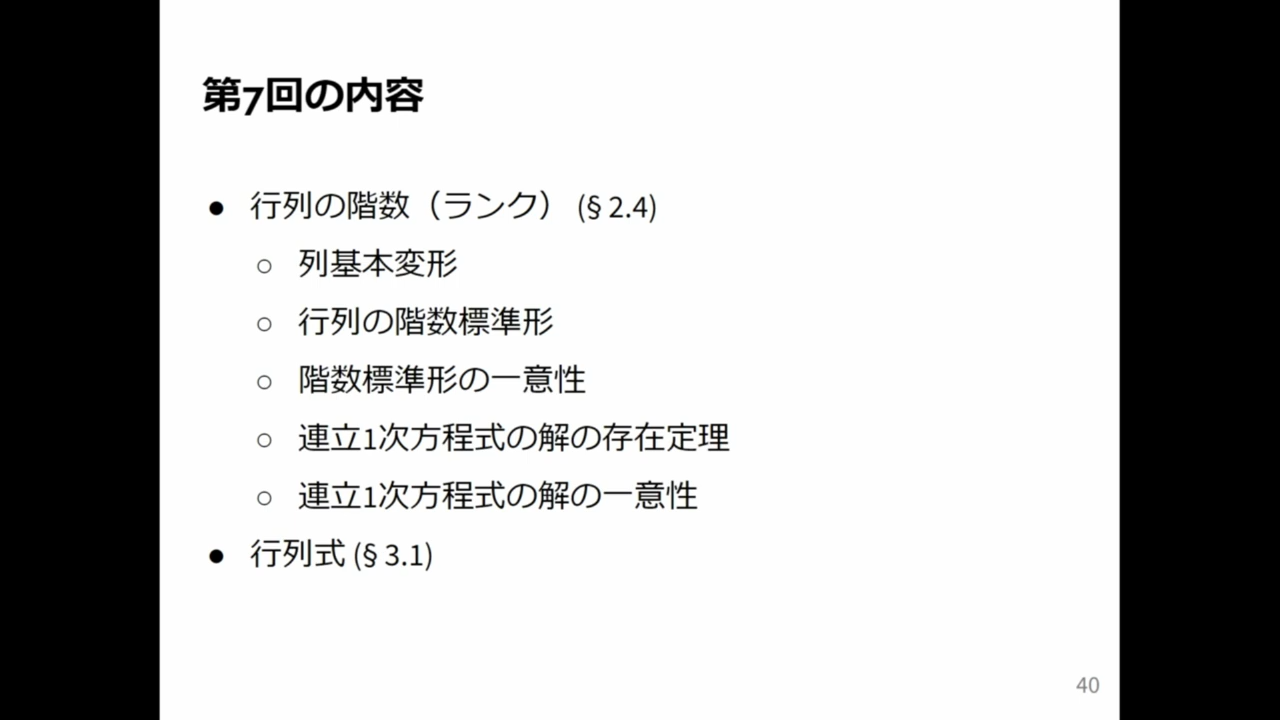 第7回の内容
● 行列の階数（ランク） (§ 2.4)
○ 列基本変形
○ 行列の階数標準形
○ 階数標準形の一意性
○ 連立1次方程式の解の存在定理
○ 連立1次方程式の解の一意性
● 行列式 (§ 3.1)
40